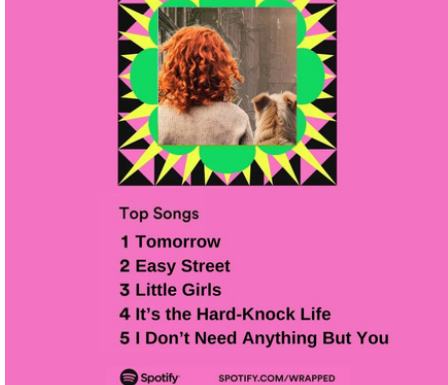 Top Songs
1 Tomorrow
2 Easy Street
3 Little Girls
4 It's the Hard-Knock Life
5 I Don't Need Anything But You
Spotify SPOTIFY.COM/WRAPPED